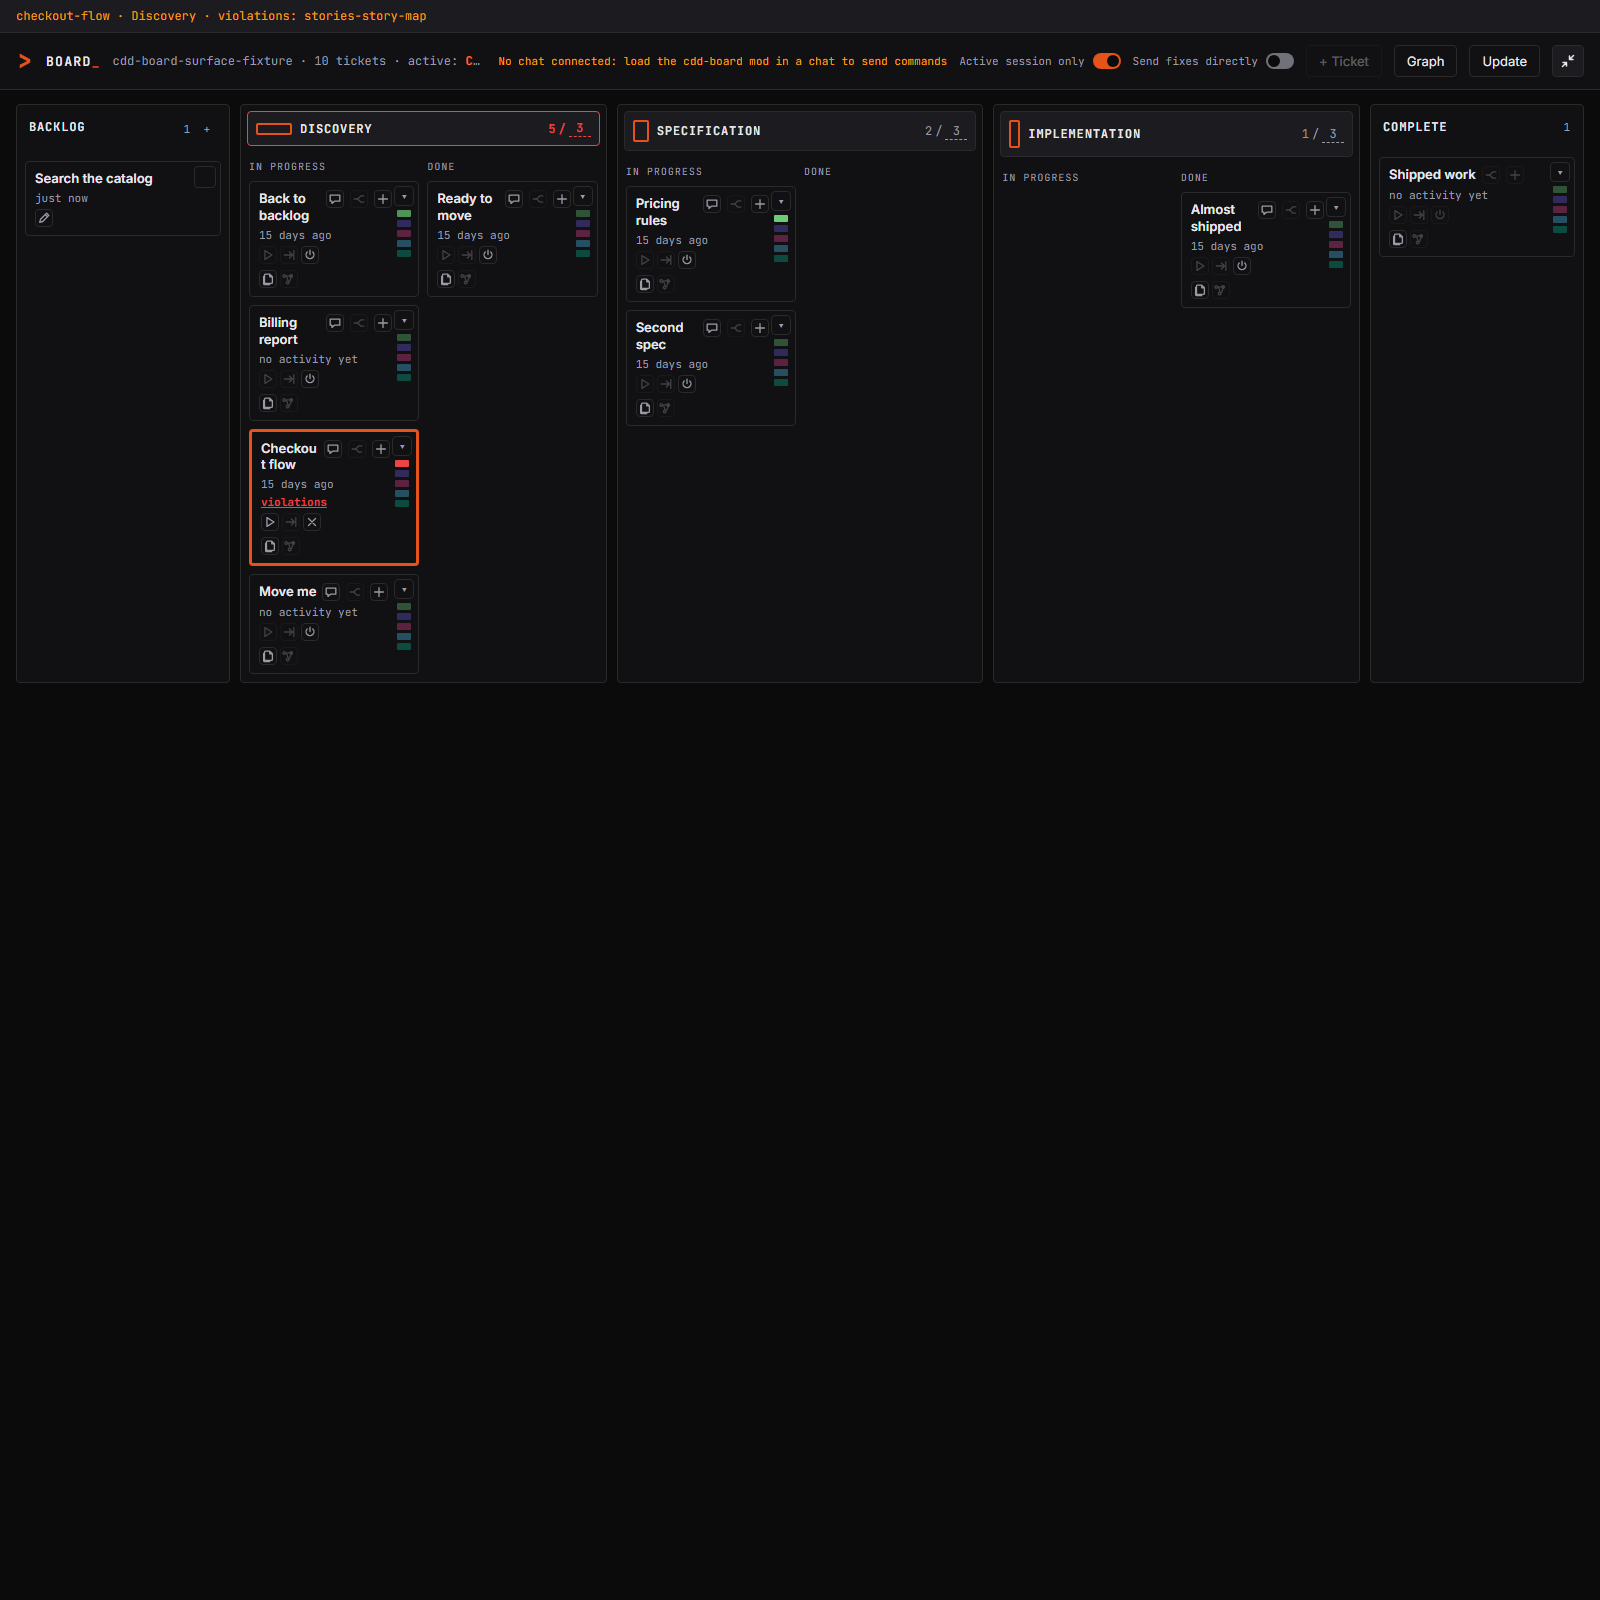 checkout-flow · Discovery · violations: stories-story-map
> BOARD_ cdd-board-surface-fixture · 10 tickets · active: C… No chat connected: load the cdd-board mod in a chat to send commands Active session only Send fixes directly + Ticket Graph Update
BACKLOG 1 +
Search the catalog
just now
DISCOVERY 5 / 3
IN PROGRESS
Back to
backlog
15 days ago
Billing
report
no activity yet
Checkou
t flow
15 days ago
violations
Move me
no activity yet
DONE
Ready to
move
15 days ago
SPECIFICATION 2 / 3
IN PROGRESS
Pricing
rules
15 days ago
Second
spec
15 days ago
DONE
IMPLEMENTATION 1 / 3
IN PROGRESS
DONE
Almost
shipped
15 days ago
COMPLETE 1
Shipped work
no activity yet